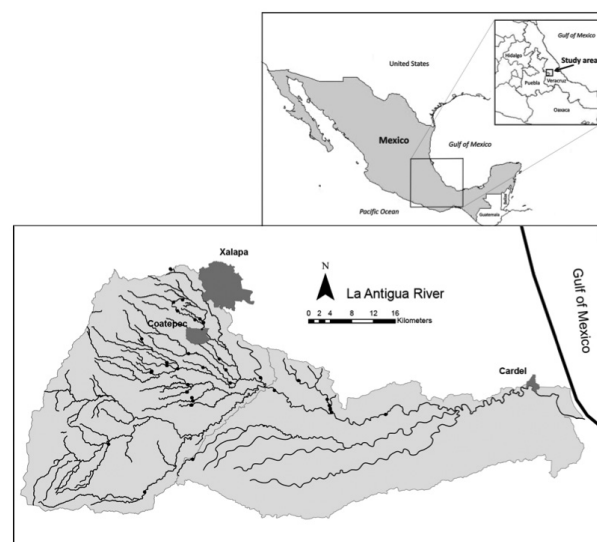 Gulf of Mexico
United States
Hidalgo
Study area
Puebla
Veracruz
Oaxaca
Mexico
Gulf of Mexico
Pacific Ocean
Guatemala
Xalapa
N
La Antigua River
0 2 4 8 12 16
Kilometers
Coatepec
Cardel
Gulf of Mexico